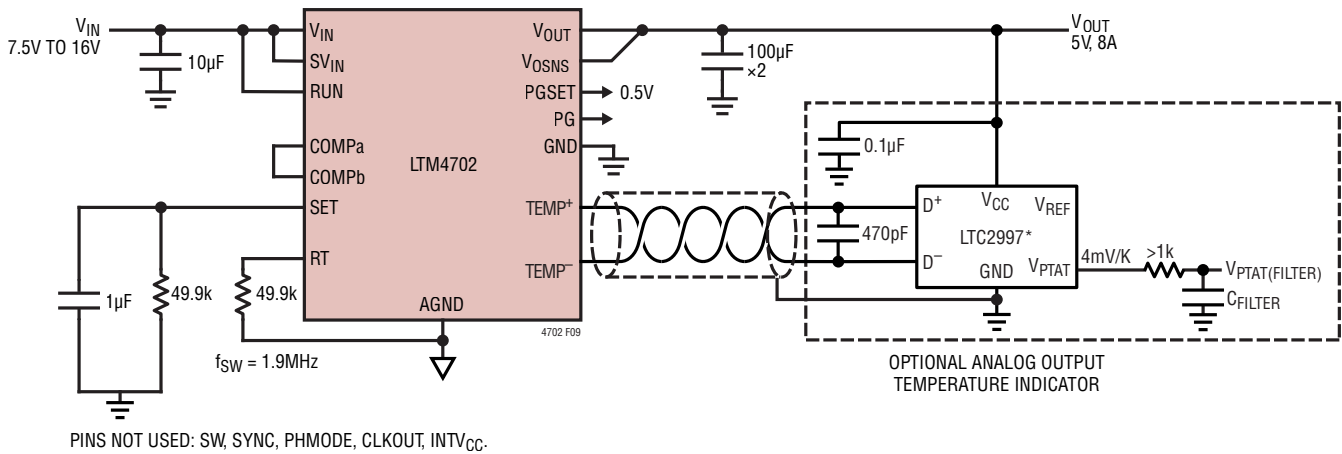 VIN
7.5V TO 16V
10µF
VIN
SVIN
RUN
COMPa
COMPb
SET
RT
LTM4702
AGND
VOUT
VOSNS
PGSET
PG
GND
TEMP+
TEMP–
0.5V
100µF
×2
VOUT
5V, 8A
1µF
49.9k
49.9k
fSW = 1.9MHz
4702 F09
0.1µF
470pF
D+
D–
VCC
VREF
LTC2997*
GND
VPTAT
4mV/K
>1k
VPTAT(FILTER)
CFILTER
OPTIONAL ANALOG OUTPUT
TEMPERATURE INDICATOR
PINS NOT USED: SW, SYNC, PHMODE, CLKOUT, INTVCC.